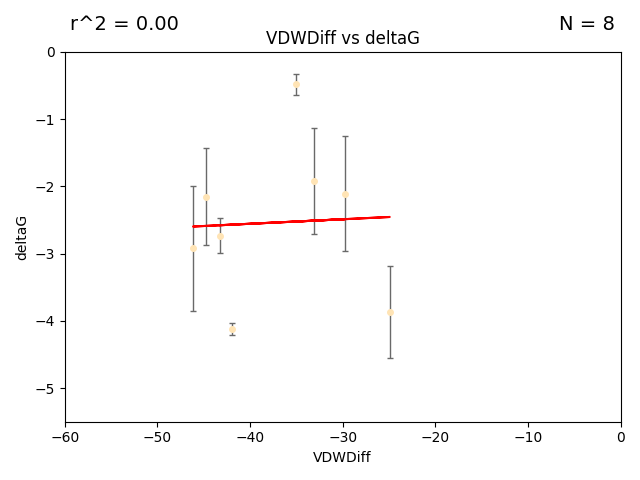 r^2 = 0.00
N = 8
VDWDiff vs deltaG
0
−1
−2
−3
−4
−5
deltaG
−60
−50
−40
−30
−20
−10
0
VDWDiff